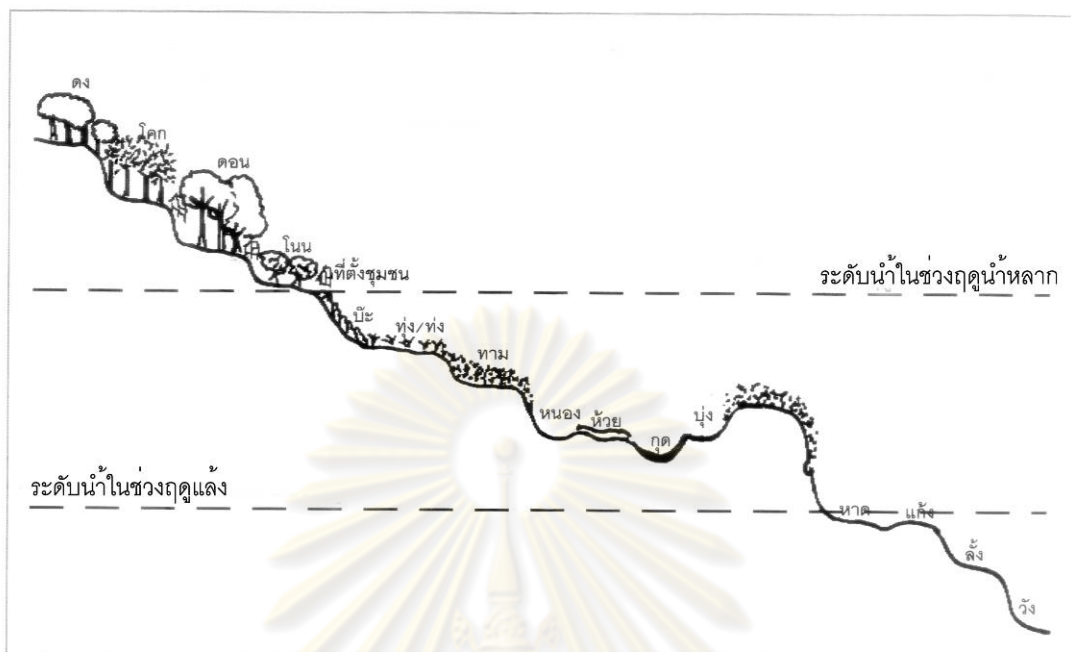 ดง
โคก
ดอน
โนน
ที่ตั้งชุมชน
ระดับน้ำในช่วงฤดูน้ำหลาก
บ๊ะ
ทุ่ง/ท่ง
ทาม
หนอง
ห้วย
กุด
บุ่ง
ระดับน้ำในช่วงฤดูแล้ง
หาด
แก้ง
ลั้ง
วัง